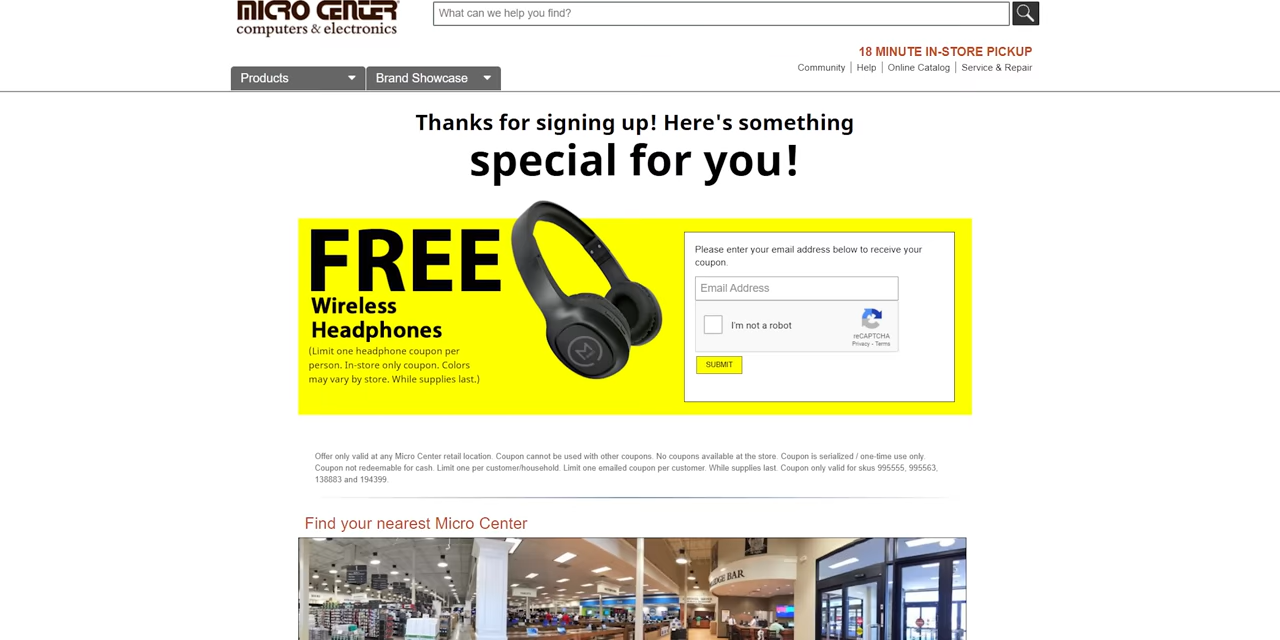 MICRO CENTER
computers & electronics
What can we help you find?
18 MINUTE IN-STORE PICKUP
Community | Help | Online Catalog | Service & Repair
Products
Brand Showcase
Thanks for signing up! Here's something
special for you!
FREE
Wireless
Headphones
(Limit one headphone coupon per
person. In-store only coupon. Colors
may vary by store. While supplies last.)
Please enter your email address below to receive your
coupon.
Email Address
I'm not a robot
reCAPTCHA
Privacy - Terms
SUBMIT
Offer only valid at any Micro Center retail location. Coupon cannot be used with other coupons. No coupons available at the store. Coupon is serialized / one-time use only.
Coupon not redeemable for cash. Limit one per customer/household. Limit one emailed coupon per customer. While supplies last. Coupon only valid for skus 995555, 995563,
138883 and 194399.
Find your nearest Micro Center
BAR